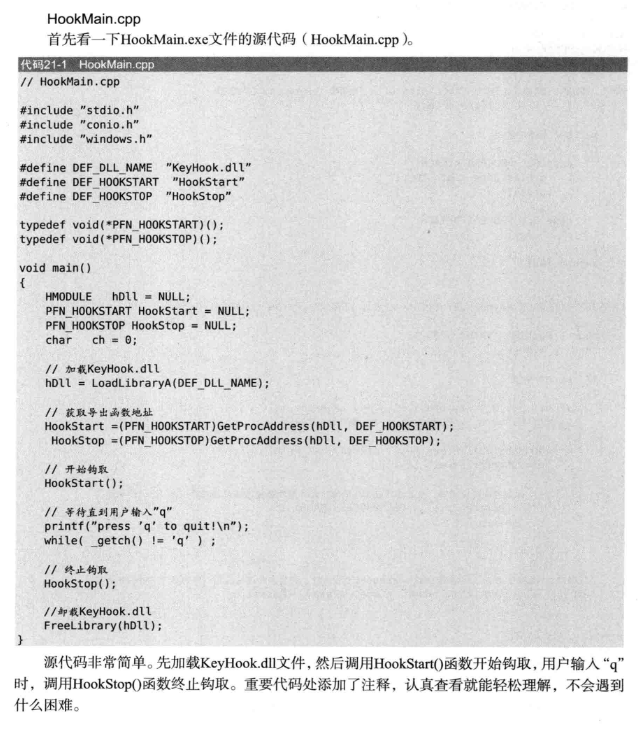 HookMain.cpp
首先看一下HookMain.exe文件的源代码（HookMain.cpp）。
代码21-1 HookMain.cpp
// HookMain.cpp
#include "stdio.h"
#include "conio.h"
#include "windows.h"
#define DEF_DLL_NAME  "KeyHook.dll"
#define DEF_HOOKSTART  "HookStart"
#define DEF_HOOKSTOP  "HookStop"
typedef void(*PFN_HOOKSTART)();
typedef void(*PFN_HOOKSTOP)();
void main()
{
    HMODULE   hDll = NULL;
    PFN_HOOKSTART HookStart = NULL;
    PFN_HOOKSTOP HookStop = NULL;
    char   ch = 0;
    // 加载KeyHook.dll
    hDll = LoadLibraryA(DEF_DLL_NAME);
    // 获取导出函数地址
    HookStart =(PFN_HOOKSTART)GetProcAddress(hDll, DEF_HOOKSTART);
     HookStop =(PFN_HOOKSTOP)GetProcAddress(hDll, DEF_HOOKSTOP);
    // 开始钩取
    HookStart();
    // 等待直到用户输入"q"
    printf("press 'q' to quit!\n");
    while( _getch() != 'q' ) ;
    // 终止钩取
    HookStop();
    //卸载KeyHook.dll
    FreeLibrary(hDll);
}
源代码非常简单。先加载KeyHook.dll文件，然后调用HookStart()函数开始钩取，用户输入“q”
时，调用HookStop()函数终止钩取。重要代码处添加了注释，认真查看就能轻松理解，不会遇到
什么困难。